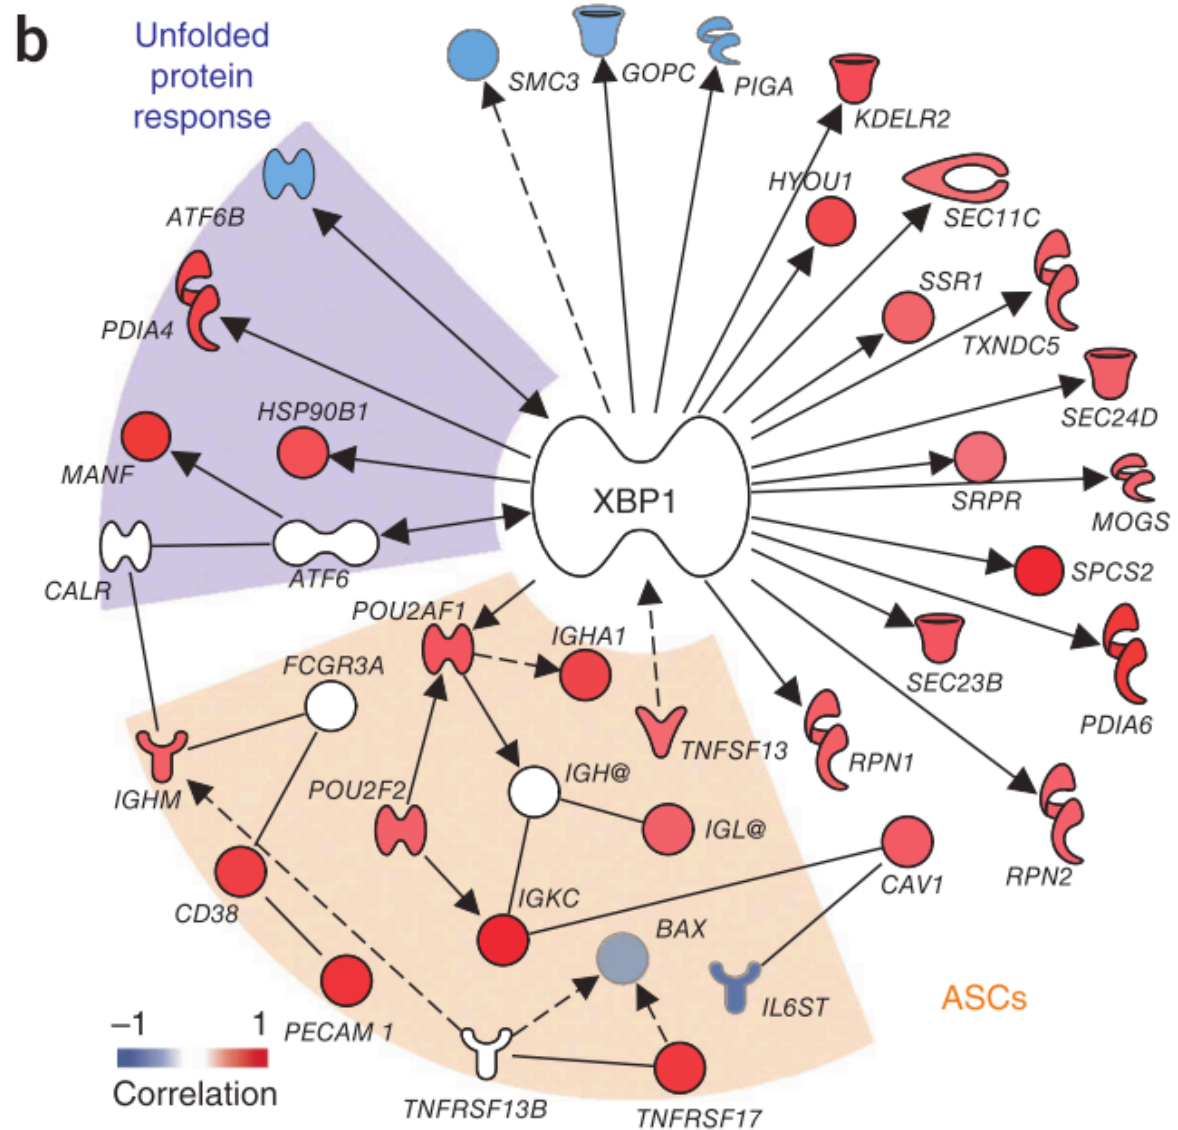 b
Unfolded
protein
response
SMC3
GOPC
PIGA
KDELR2
HYOU1
SEC11C
ATF6B
SSR1
PDIA4
TXNDC5
HSP90B1
SEC24D
MANF
XBP1
SRPR
MOGS
CALR
ATF6
SPCS2
POU2AF1
IGHA1
FCGR3A
SEC23B
PDIA6
TNFSF13
RPN1
IGHM
POU2F2
IGH@
IGL@
CAV1
RPN2
CD38
IGKC
BAX
IL6ST
ASCs
PECAM 1
–1
1
Correlation
TNFRSF13B
TNFRSF17